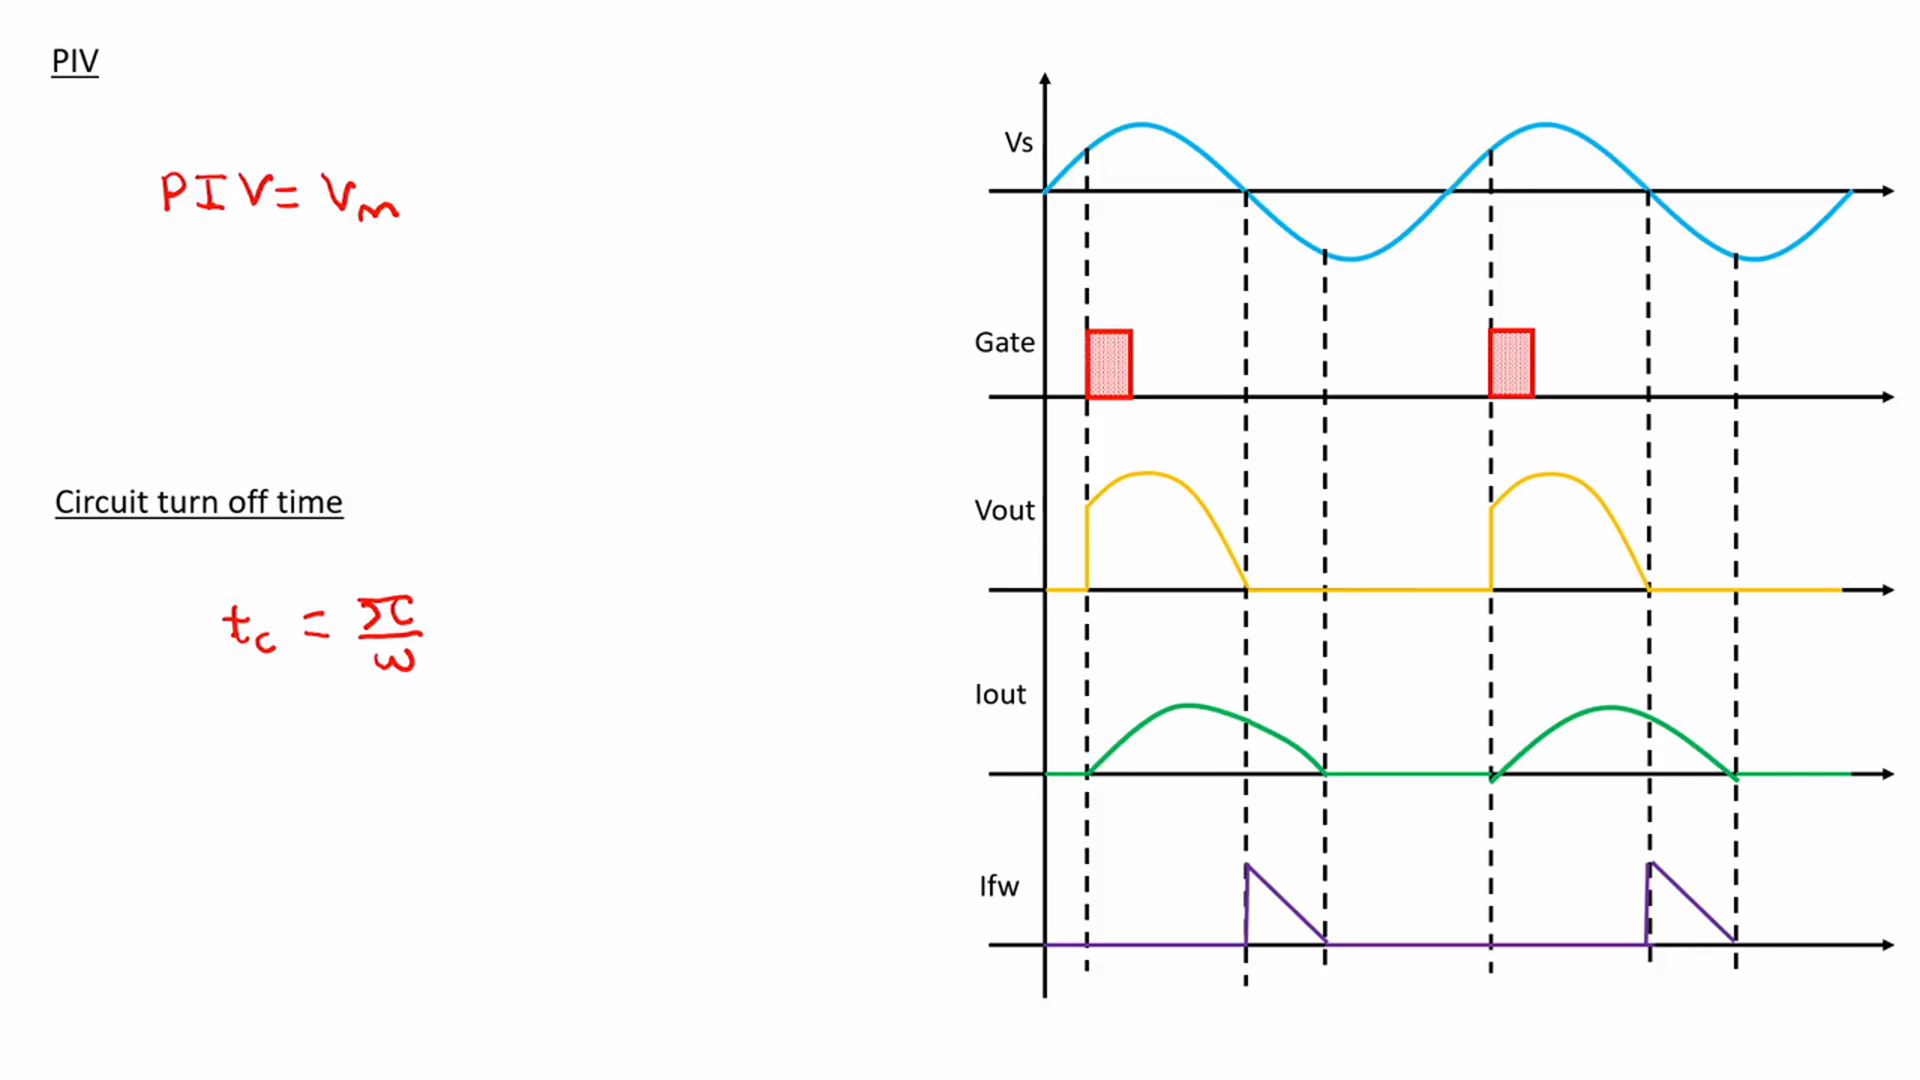 PIV
PIV = Vm
Circuit turn off time
tc = π/ω
Vs
Gate
Vout
Iout
Ifw